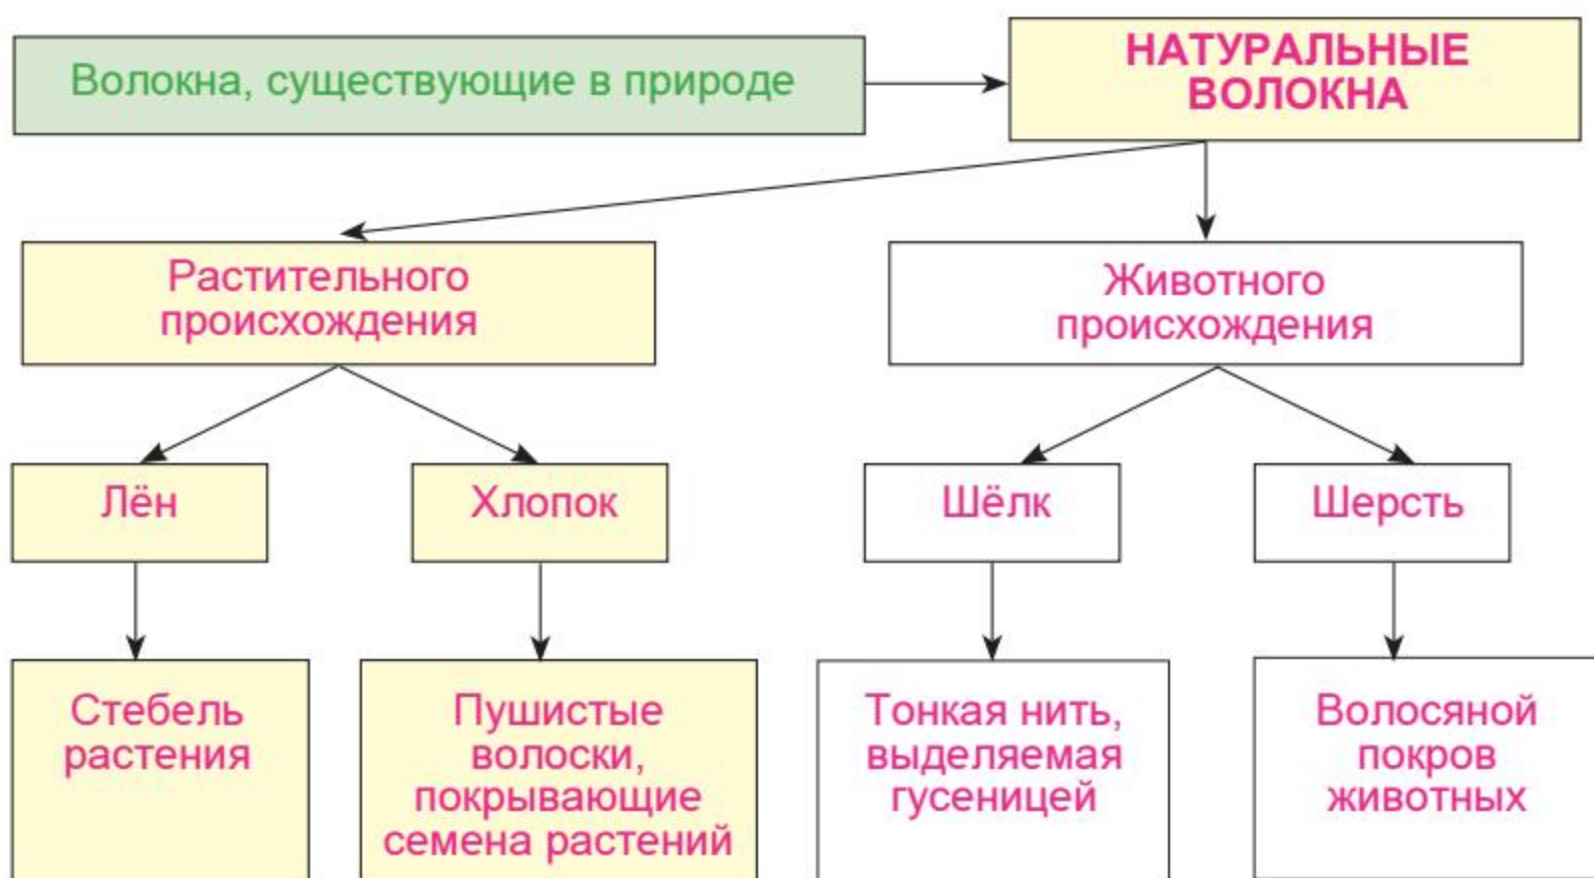 Волокна, существующие в природе
НАТУРАЛЬНЫЕ
ВОЛОКНА
Растительного
происхождения
Животного
происхождения
Лён
Хлопок
Шёлк
Шерсть
Стебель
растения
Пушистые
волоски,
покрывающие
семена растений
Тонкая нить,
выделяемая
гусеницей
Волосяной
покров
животных